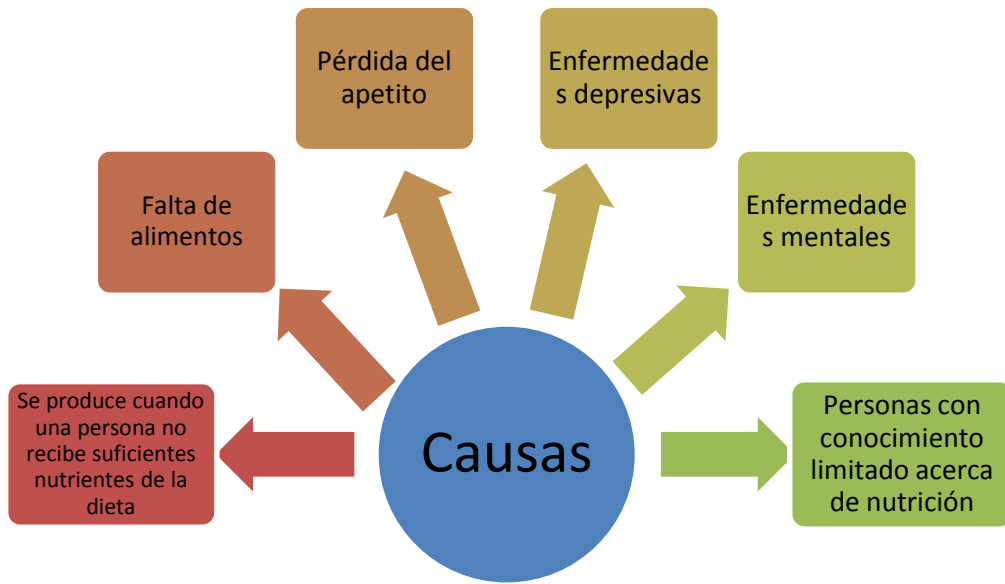 Pérdida del
apetito
Enfermedade
s depresivas
Falta de
alimentos
Enfermedade
s mentales
Se produce cuando
una persona no
recibe suficientes
nutrientes de la
dieta
Causas
Personas con
conocimiento
limitado acerca
de nutrición